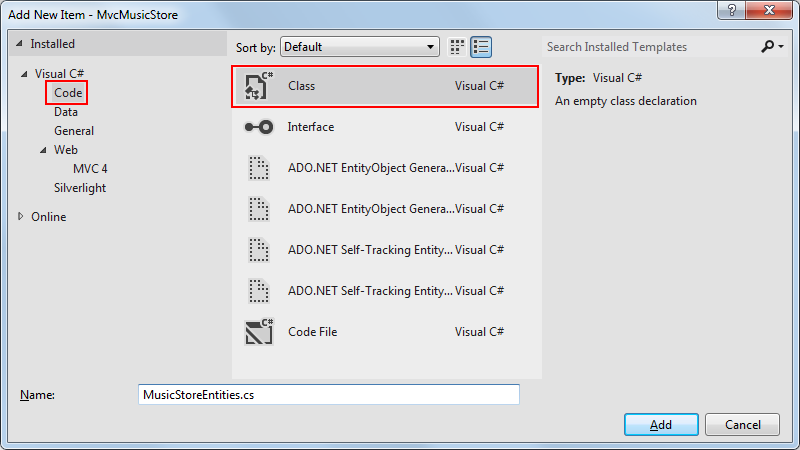 Add New Item - MvcMusicStore
Installed
Sort by: Default
Search Installed Templates
Visual C#
Code
Data
General
Web
MVC 4
Silverlight
Online
C# Class Visual C#
Interface Visual C#
ADO.NET EntityObject Genera... Visual C#
ADO.NET EntityObject Genera... Visual C#
ADO.NET Self-Tracking Entity... Visual C#
ADO.NET Self-Tracking Entity... Visual C#
C# Code File Visual C#
Type: Visual C#
An empty class declaration
Name: MusicStoreEntities.cs
Add Cancel